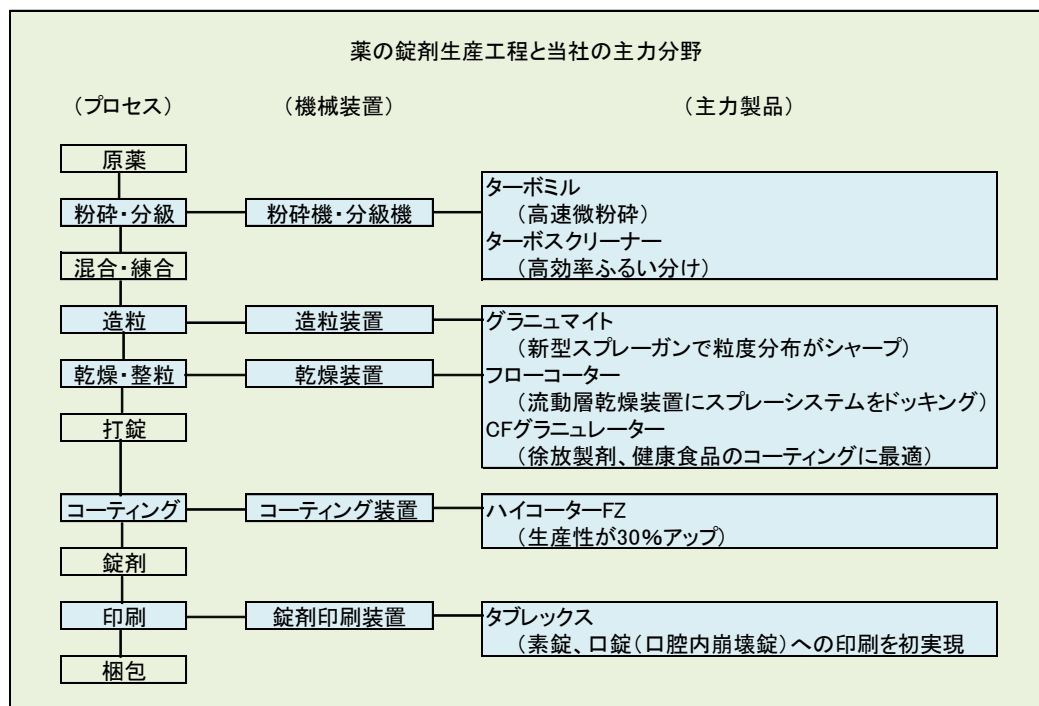 薬の錠剤生産工程と当社の主力分野
（プロセス） （機械装置） （主力製品）
原薬
粉砕・分級 粉砕機・分級機
ターボミル
（高速微粉砕）
ターボスクリーナー
（高効率ふるい分け）
混合・練合
造粒 造粒装置 グラニュマイト
（新型スプレーガンで粒度分布がシャープ）
乾燥・整粒 乾燥装置 フローコーター
（流動層乾燥装置にスプレーシステムをドッキング）
打錠
CFグラニュレーター
（徐放製剤、健康食品のコーティングに最適）
コーティング コーティング装置 ハイコーターFZ
（生産性が30%アップ）
錠剤
印刷 錠剤印刷装置 タブレックス
（素錠、口錠（口腔内崩壊錠）への印刷を初実現
梱包